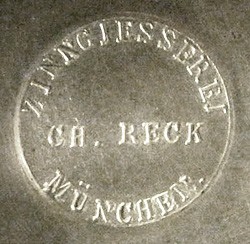 ZINNGIESSEREI
CH. RECK
MÜNCHEN.